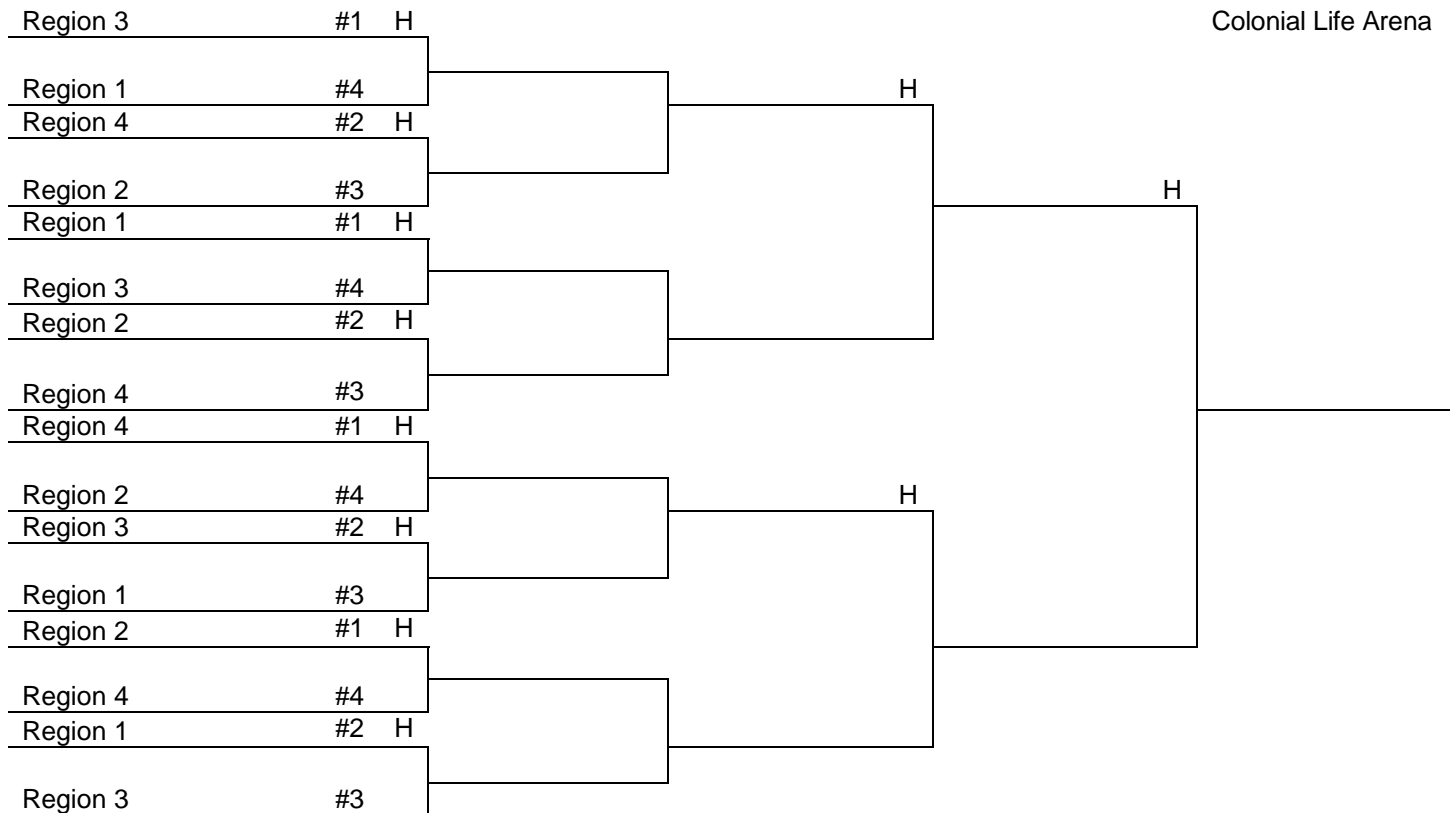 Region 3 #1 H Colonial Life Arena
Region 1 #4 H
Region 4 #2 H
Region 2 #3 H
Region 1 #1 H
Region 3 #4
Region 2 #2 H
Region 4 #3
Region 4 #1 H
Region 2 #4 H
Region 3 #2 H
Region 1 #3
Region 2 #1 H
Region 4 #4
Region 1 #2 H
Region 3 #3